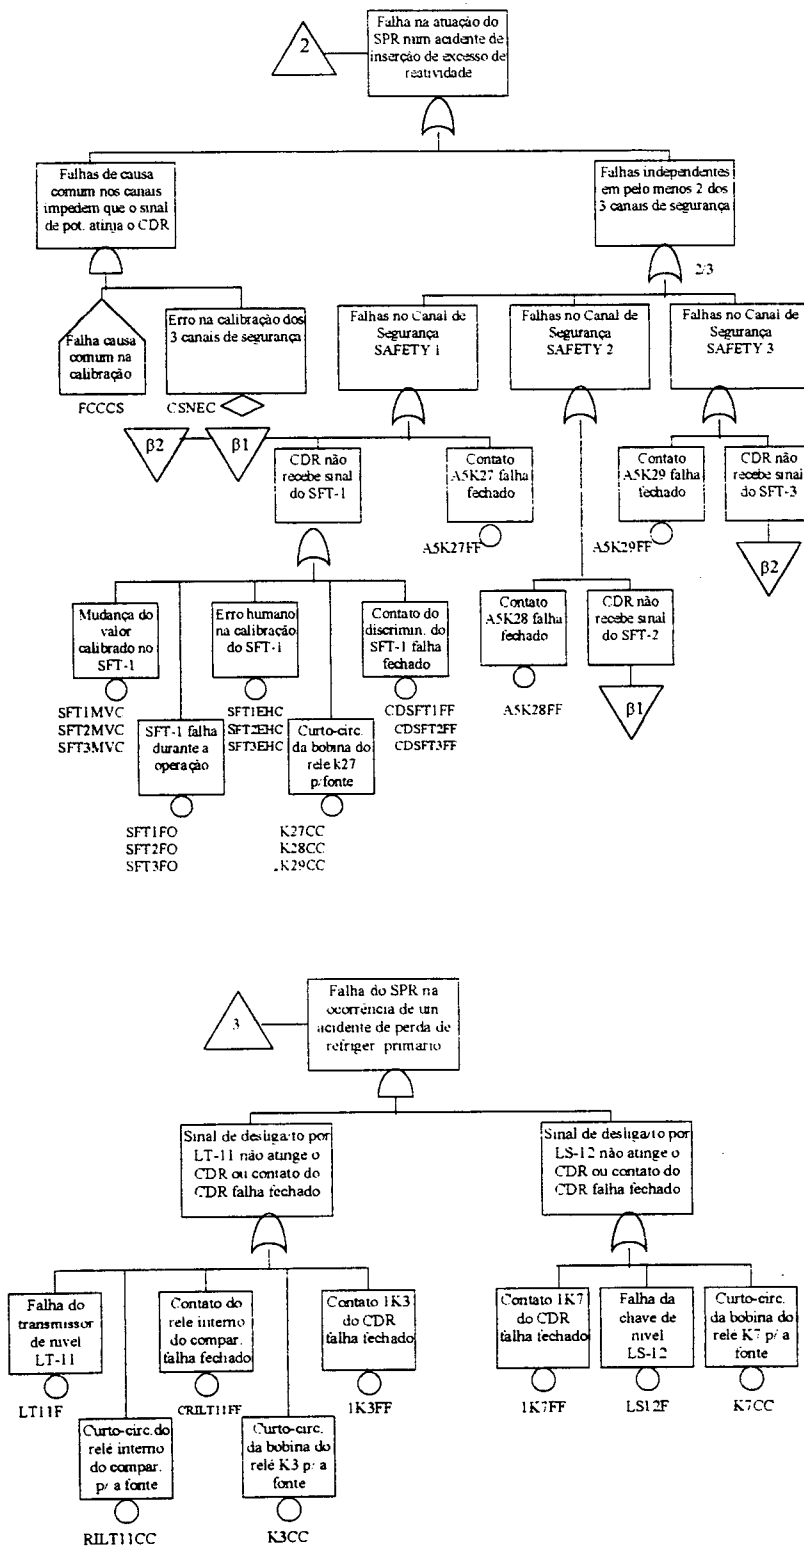 2
Falha na atuação do
SPR num acidente de
inserção de excesso de
reatividade
Falhas de causa
comum nos canais
impedem que o sinal
de pot. atinja o CDR
Falhas independentes
em pelo menos 2 dos
3 canais de segurança
2/3
Falha causa
comum na
calibração
FCCCS
Erro na calibração dos
3 canais de segurança
CSNEC
Falhas no Canal de
Segurança
SAFETY 1
Falhas no Canal de
Segurança
SAFETY 2
Falhas no Canal de
Segurança
SAFETY 3
β2
β1
CDR não
recebe sinal
do SFT-1
Contato
A5K27 falha
fechado
A5K27FF
Contato
A5K29 falha
fechado
A5K29FF
CDR não
recebe sinal
do SFT-3
β2
Mudança do
valor
calibrado no
SFT-1
SFT1MVC
SFT2MVC
SFT3MVC
Erro humano
na calibração
do SFT-1
SFT1EHC
SFT2EHC
SFT3EHC
Contato do
discrimin. do
SFT-1 falha
fechado
CDSFT1FF
CDSFT2FF
CDSFT3FF
Contato
A5K28 falha
fechado
A5K28FF
CDR não
recebe sinal
do SFT-2
β1
SFT-1 falha
durante a
operação
SFT1FO
SFT2FO
SFT3FO
Curto-circ.
da bobina do
relé k27
p/fonte
K27CC
K28CC
K29CC
3
Falha do SPR na
ocorrência de um
acidente de perda de
refriger primário
Sinal de desliga/to por
LT-11 não atinge o
CDR ou contato do
CDR falha fechado
Sinal de desliga/to por
LS-12 não atinge o
CDR ou contato do
CDR falha fechado
Falha do
transmissor
de nível
LT-11
LT11F
Contato do
relé interno
do compar.
falha fechado
CRILT11FF
Contato 1K3
do CDR
falha fechado
1K3FF
Contato 1K7
do CDR
falha fechado
1K7FF
Falha da
chave de
nível
LS-12
LS12F
Curto-circ.
da bobina do
relé K7 p/ a
fonte
K7CC
Curto-circ.do
relé interno
do compar.
p/ a fonte
RILT11CC
Curto-circ.
da bobina do
relé K3 p/ a
fonte
K3CC